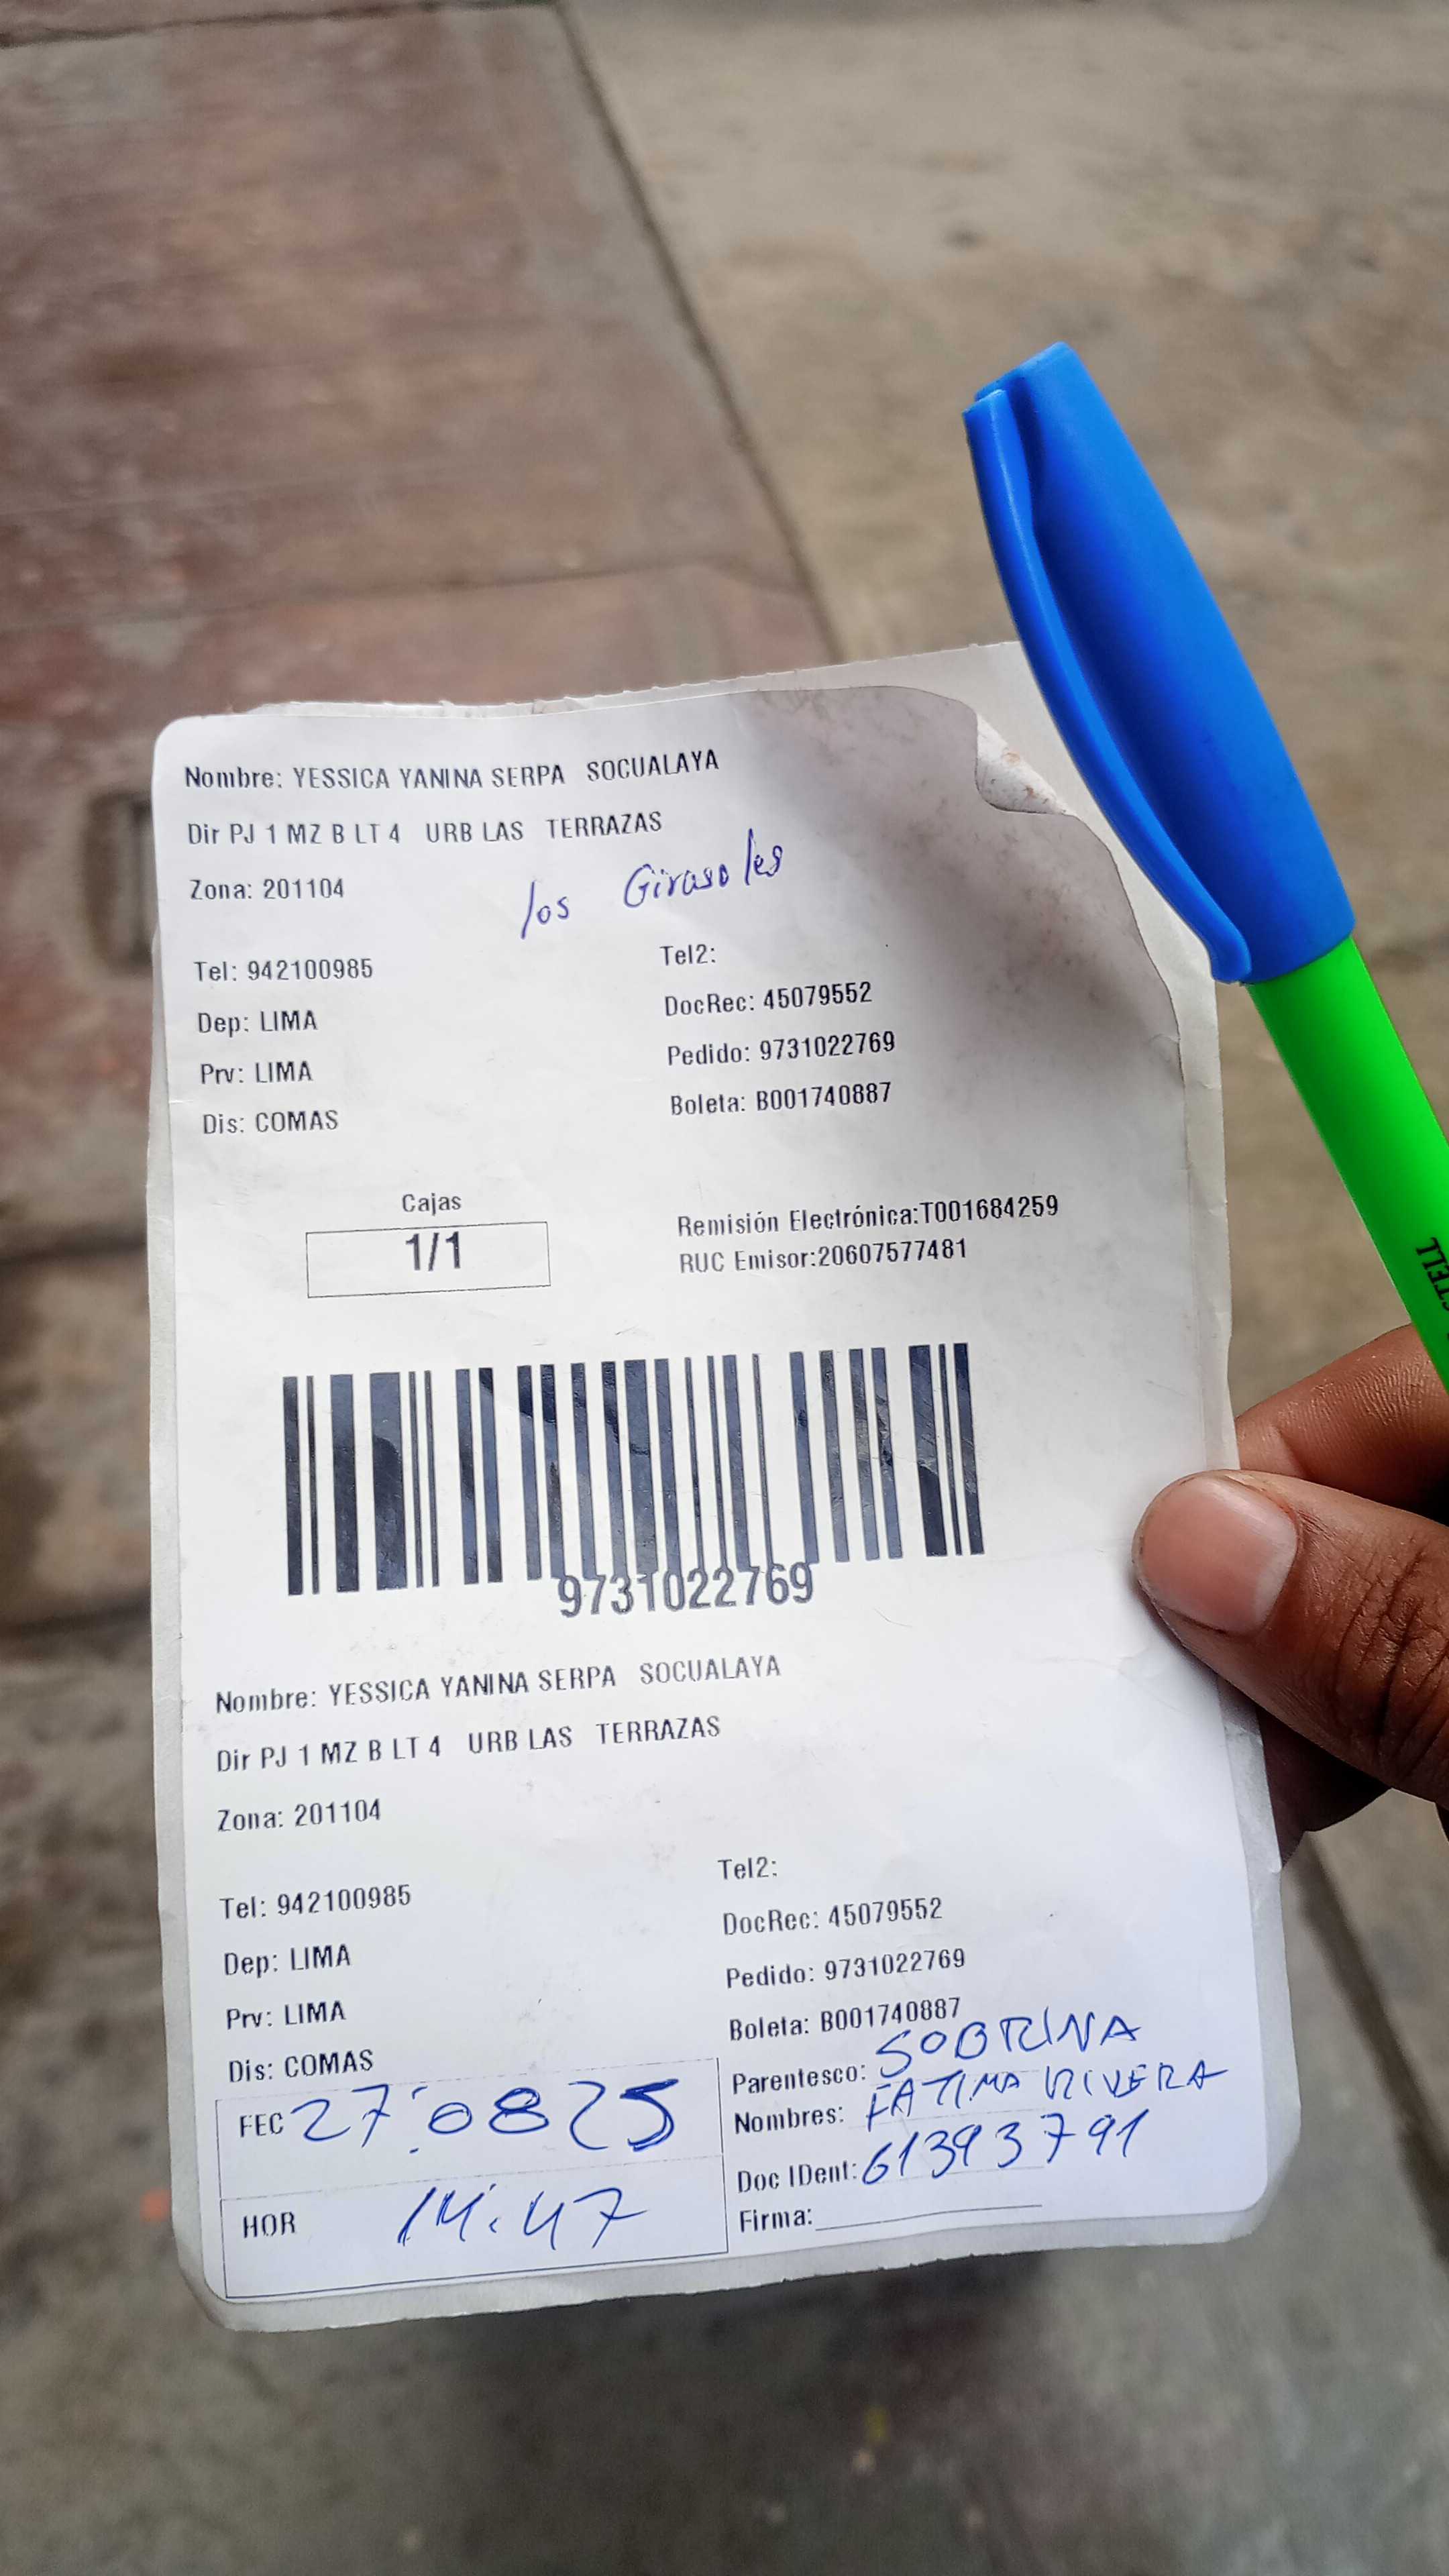 Nombre: YESSICA YANINA SERPA SOCUALAYA
Dir PJ 1 MZ B LT 4 URB LAS TERRAZAS
los Girasoles
Zona: 201104
Tel: 942100985
Tel2:
Dep: LIMA
DocRec: 45079552
Prv: LIMA
Pedido: 9731022769
Dis: COMAS
Boleta: B001740887
Cajas
1/1
Remisión Electrónica:T001684259
RUC Emisor:20607577481
9731022769
Nombre: YESSICA YANINA SERPA SOCUALAYA
Dir PJ 1 MZ B LT 4 URB LAS TERRAZAS
Zona: 201104
Tel: 942100985
Tel2:
Dep: LIMA
DocRec: 45079552
Prv: LIMA
Pedido: 9731022769
Dis: COMAS
Boleta: B001740887
FEC 27.0825
Parentesco: SOBRINA
Nombres: FATIMA RIVERA
Doc IDent: 61393791
HOR 14:47
Firma: